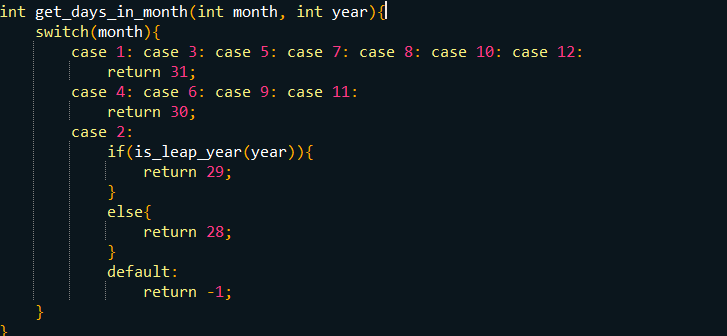 int get_days_in_month(int month, int year){
    switch(month){
        case 1: case 3: case 5: case 7: case 8: case 10: case 12:
            return 31;
        case 4: case 6: case 9: case 11:
            return 30;
        case 2:
            if(is_leap_year(year)){
                return 29;
            }
            else{
                return 28;
            }
            default:
                return -1;
    }
}